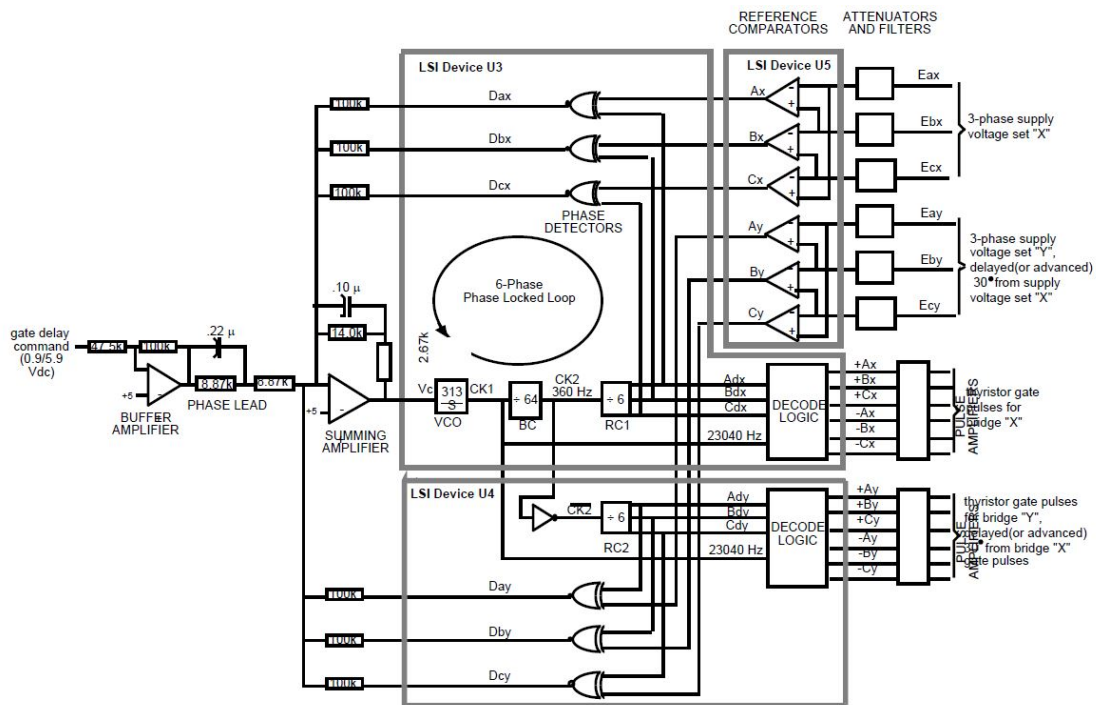 REFERENCE
COMPARATORS
ATTENUATORS
AND FILTERS
LSI Device U3
LSI Device U5
100k
Dax
Ax
-
+
Eax
100k
Dbx
Bx
-
+
Ebx
3-phase supply
voltage set "X"
100k
Dcx
Cx
-
+
Ecx
PHASE
DETECTORS
Ay
-
+
Eay
By
-
+
Eby
3-phase supply
voltage set "Y",
delayed(or advanced)
30° from supply
voltage set "X"
Cy
-
+
Ecy
6-Phase
Phase Locked Loop
.10 µ
14.0k
2.67k
.22 µ
gate delay
command
(0.9/5.9
Vdc)
47.5k
100k
8.87k
8.87k
+5
-
BUFFER
AMPLIFIER
PHASE LEAD
+5
-
SUMMING
AMPLIFIER
Vc
313
S
VCO
CK1
÷ 64
BC
CK2
360 Hz
÷ 6
RC1
Adx
Bdx
Cdx
23040 Hz
DECODE
LOGIC
+Ax
+Bx
+Cx
-Ax
-Bx
-Cx
PULSE
AMPLIFIERS
thyristor gate
pulses for
bridge "X"
LSI Device U4
CK2
÷ 6
RC2
Ady
Bdy
Cdy
23040 Hz
DECODE
LOGIC
+Ay
+By
+Cy
-Ay
-By
-Cy
PULSE
AMPLIFIERS
thyristor gate pulses
for bridge "Y",
delayed(or advanced)
from bridge "X"
gate pulses
100k
Day
100k
Dby
100k
Dcy